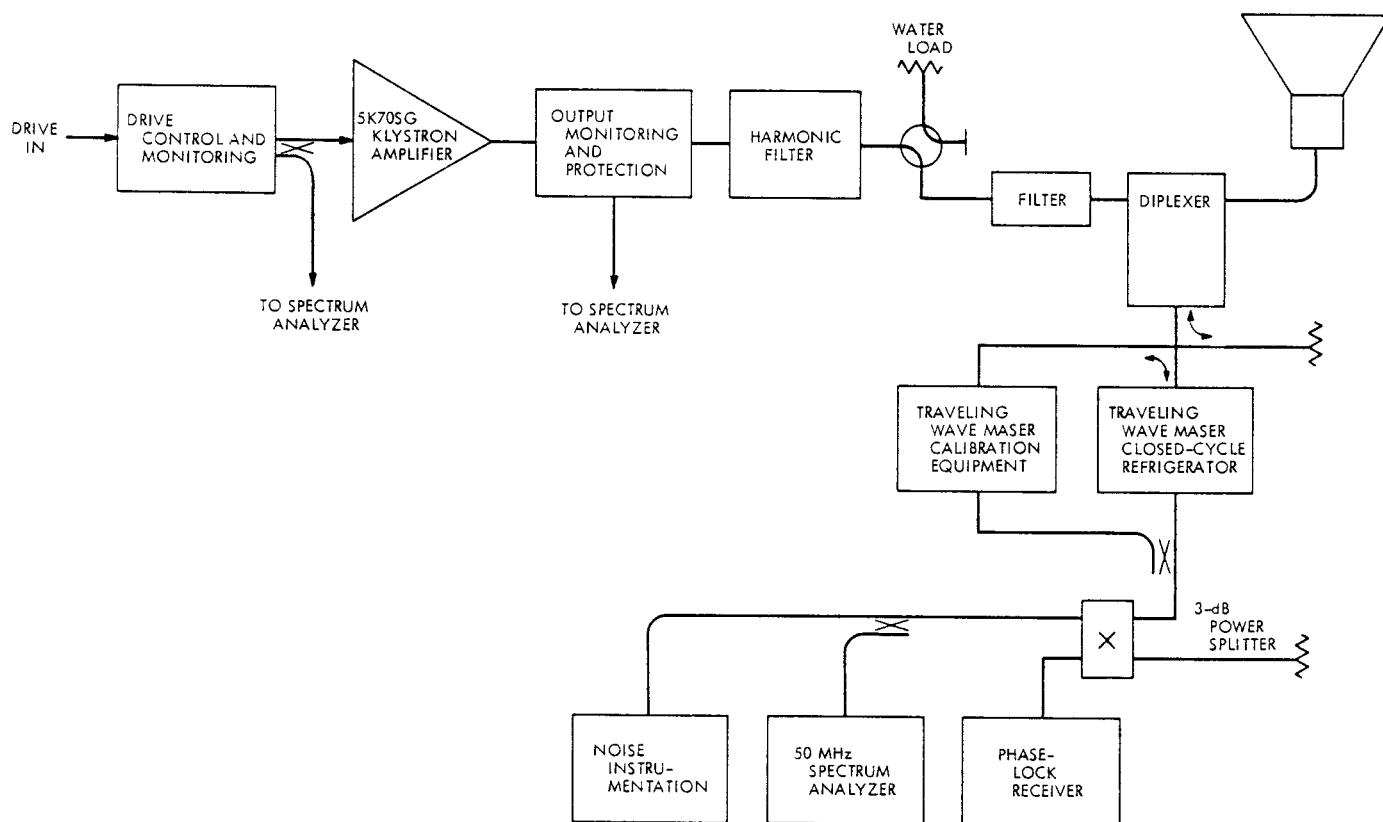 DRIVE
IN
DRIVE
CONTROL AND
MONITORING
TO SPECTRUM
ANALYZER
5K70SG
KLYSTRON
AMPLIFIER
OUTPUT
MONITORING
AND
PROTECTION
TO SPECTRUM
ANALYZER
HARMONIC
FILTER
WATER
LOAD
FILTER
DIPLEXER
TRAVELING
WAVE MASER
CALIBRATION
EQUIPMENT
TRAVELING
WAVE MASER
CLOSED-CYCLE
REFRIGERATOR
3-dB
POWER
SPLITTER
NOISE
INSTRU-
MENTATION
50 MHz
SPECTRUM
ANALYZER
PHASE-
LOCK
RECEIVER